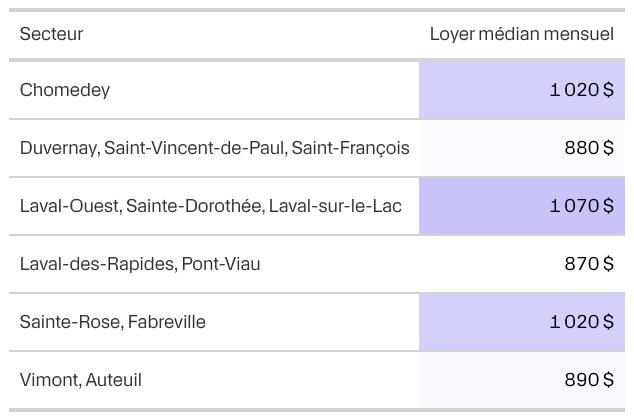 Secteur Loyer médian mensuel
Chomedey 1 020 $
Duvernay, Saint-Vincent-de-Paul, Saint-François 880 $
Laval-Ouest, Sainte-Dorothée, Laval-sur-le-Lac 1 070 $
Laval-des-Rapides, Pont-Viau 870 $
Sainte-Rose, Fabreville 1 020 $
Vimont, Auteuil 890 $